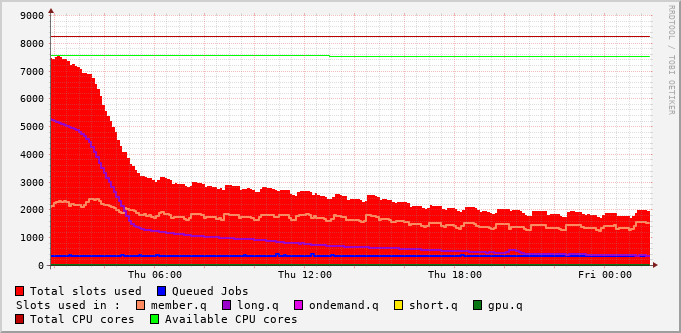 9000
8000
7000
6000
5000
4000
3000
2000
1000
0
Thu 06:00 Thu 12:00 Thu 18:00 Fri 00:00
RRDTOOL / TOBI OETIKER
Total slots used Queued Jobs
Slots used in : member.q long.q ondemand.q short.q gpu.q
Total CPU cores Available CPU cores